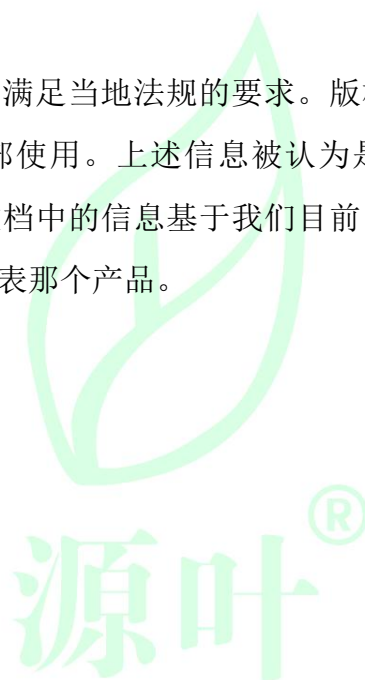 满足当地法规的要求。版权
部使用。上述信息被认为是
档中的信息基于我们目前
表那个产品。
®
源叶